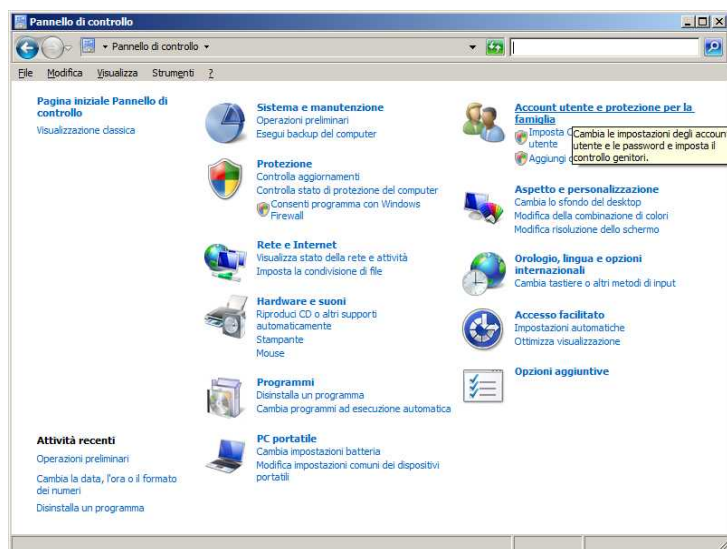 Pannello di controllo
Pannello di controllo
File Modifica Visualizza Strumenti ?
Pagina iniziale Pannello di
controllo
Visualizzazione classica
Sistema e manutenzione
Operazioni preliminari
Esegui backup del computer
Protezione
Controlla aggiornamenti
Controlla stato di protezione del computer
Consenti programma con Windows
Firewall
Rete e Internet
Visualizza stato della rete e attività
Imposta la condivisione di file
Hardware e suoni
Riproduci CD o altri supporti
automaticamente
Stampante
Mouse
Programmi
Disinstalla un programma
Cambia programmi ad esecuzione automatica
PC portatile
Cambia impostazioni batteria
Modifica impostazioni comuni dei dispositivi
portatili
Account utente e protezione per la
famiglia
Imposta
utente
Aggiungi
Cambia le impostazioni degli accoun
utente e le password e imposta il
controllo genitori.
Aspetto e personalizzazione
Cambia lo sfondo del desktop
Modifica della combinazione di colori
Modifica risoluzione dello schermo
Orologio, lingua e opzioni
internazionali
Cambia tastiere o altri metodi di input
Accesso facilitato
Impostazioni automatiche
Ottimizza visualizzazione
Opzioni aggiuntive
Attività recenti
Operazioni preliminari
Cambia la data, l'ora o il formato
dei numeri
Disinstalla un programma